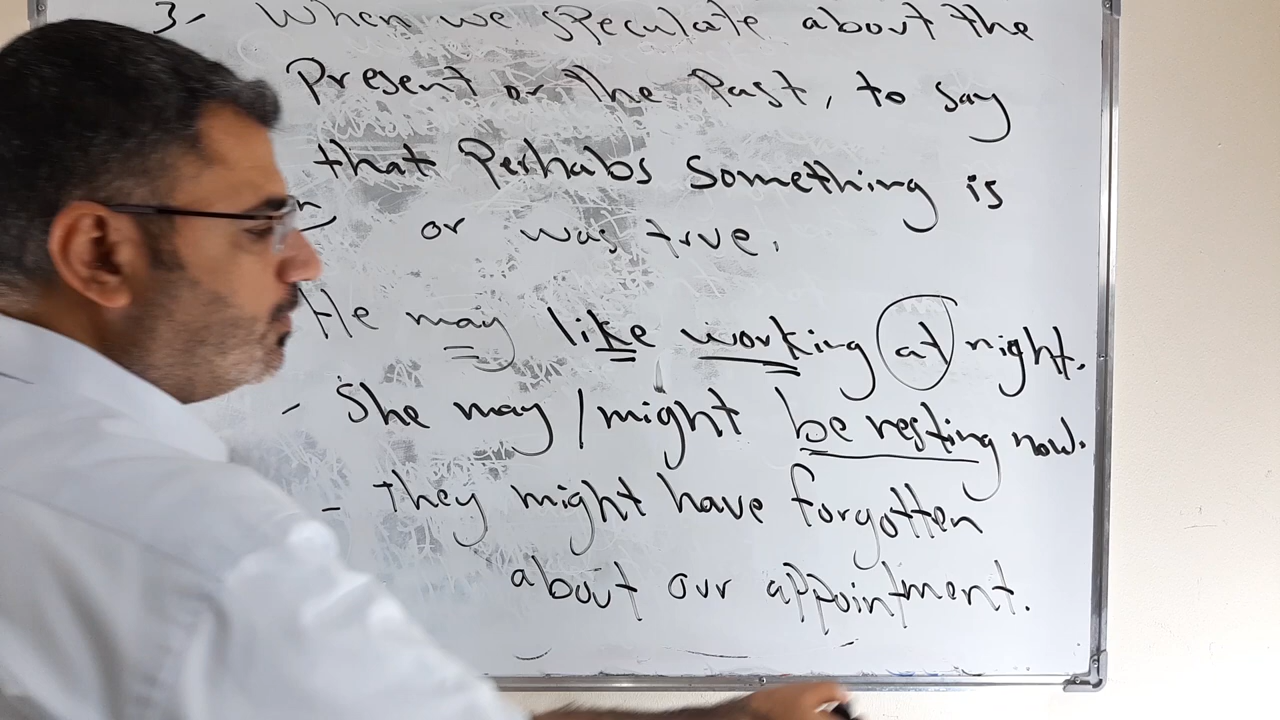 3- When we speculate about the
Present or the Past, to say
that Perhabs Something is
or was true.
He may like working at night.
- She may / might be resting now.
- They might have forgotten
about our appointment.